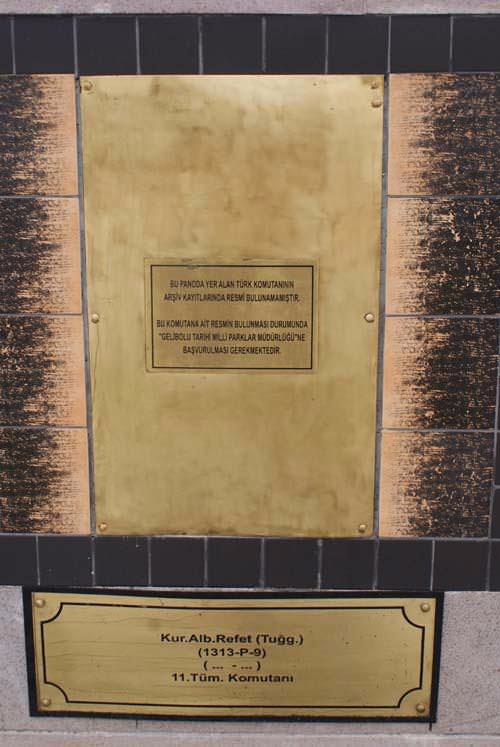 BU PANODA YER ALAN TÜRK KOMUTANININ
ARŞİV KAYITLARINDA RESMİ BULUNAMAMIŞTIR.
BU KOMUTANA AİT RESMİN BULUNMASI DURUMUNDA
"GELİBOLU TARİHİ MİLLİ PARKLAR MÜDÜRLÜĞÜ"NE
BAŞVURULMASI GEREKMEKTEDİR.
Kur.Alb.Refet (Tuğg.)
(1313-P-9)
( ... - ... )
11.Tüm. Komutanı